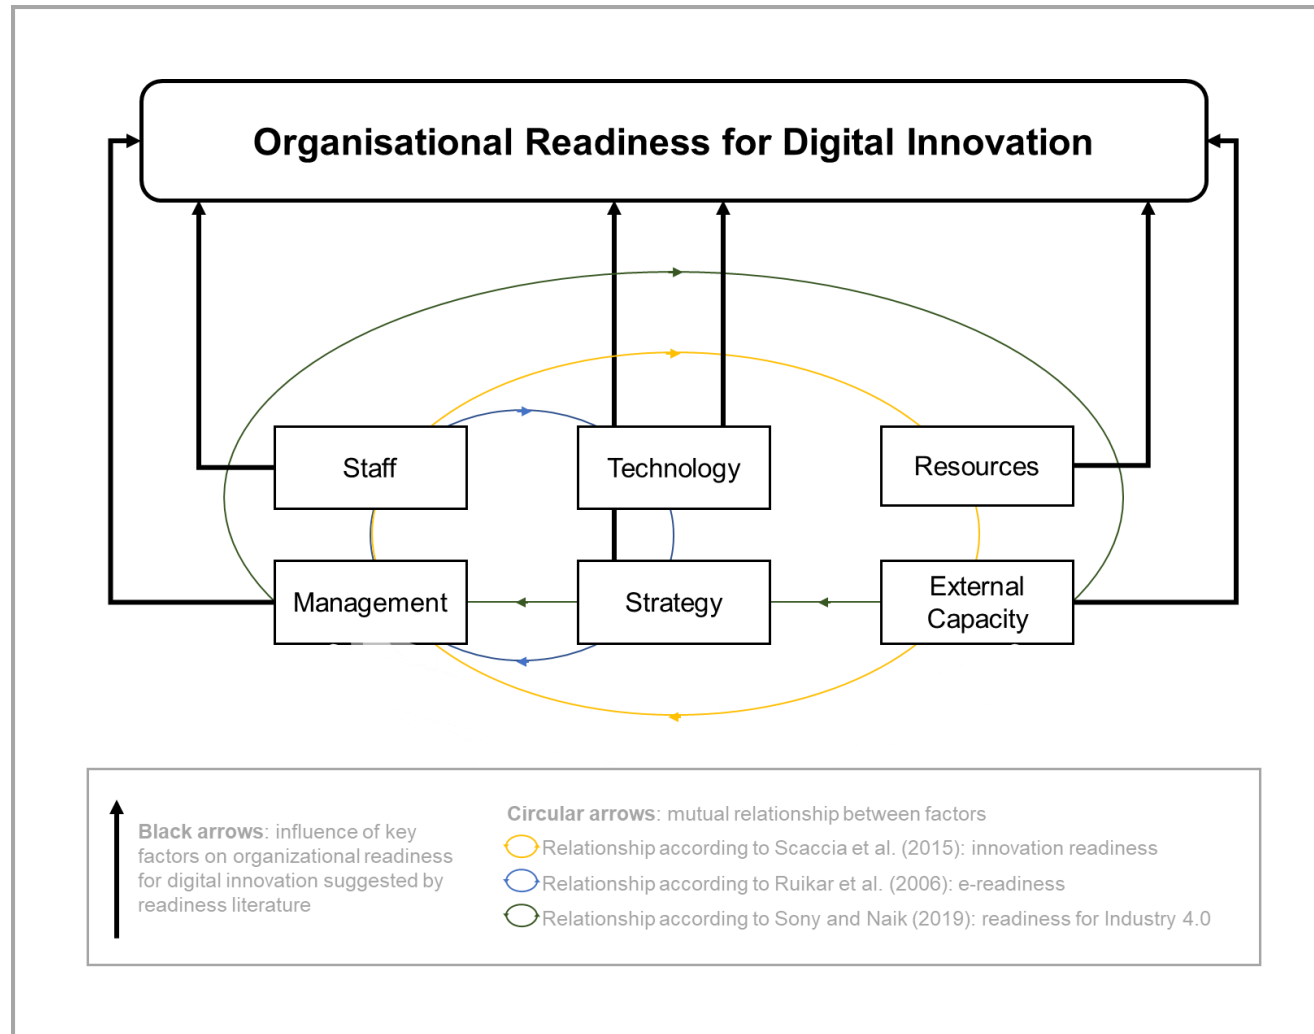 Organisational Readiness for Digital Innovation
Staff
Technology
Resources
Management
Strategy
External
Capacity
Black arrows: influence of key
factors on organizational readiness
for digital innovation suggested by
readiness literature
Circular arrows: mutual relationship between factors
Relationship according to Scaccia et al. (2015): innovation readiness
Relationship according to Ruikar et al. (2006): e-readiness
Relationship according to Sony and Naik (2019): readiness for Industry 4.0